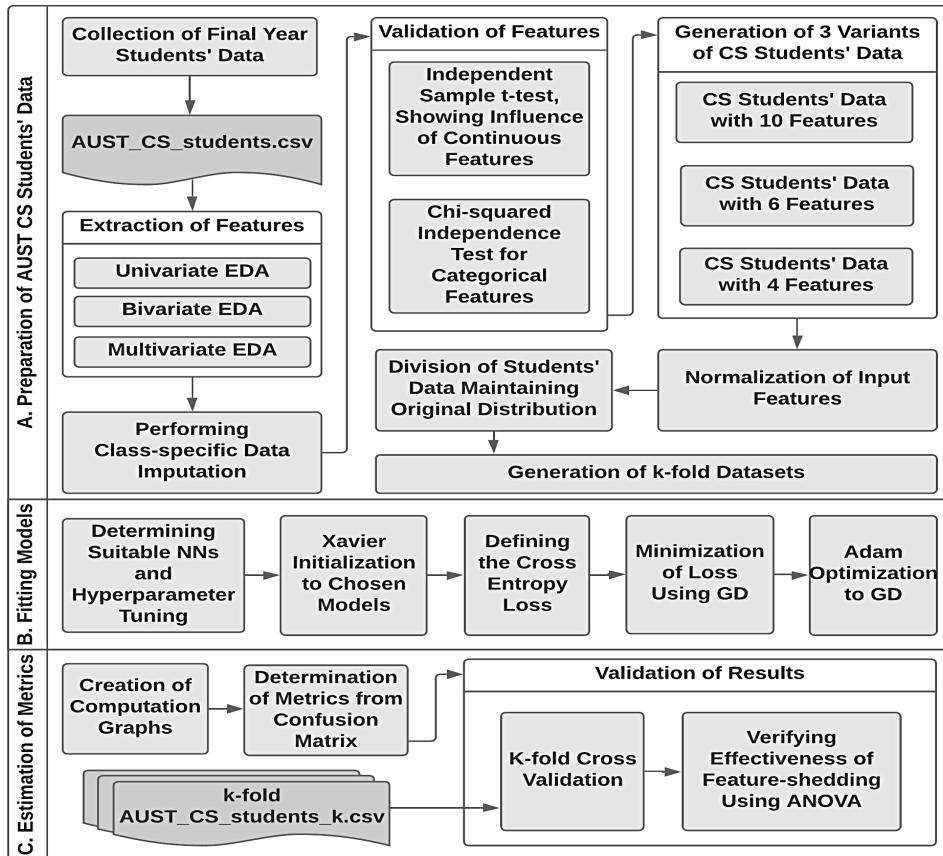 A. Preparation of AUST CS Students' Data
Collection of Final Year
Students' Data
AUST_CS_students.csv
Extraction of Features
Univariate EDA
Bivariate EDA
Multivariate EDA
Performing
Class-specific Data
Imputation
Validation of Features
Independent
Sample t-test,
Showing Influence
of Continuous
Features
Chi-squared
Independence
Test for
Categorical
Features
Generation of 3 Variants
of CS Students' Data
CS Students' Data
with 10 Features
CS Students' Data
with 6 Features
CS Students' Data
with 4 Features
Normalization of Input
Features
Division of Students'
Data Maintaining
Original Distribution
Generation of k-fold Datasets
B. Fitting Models
Determining
Suitable NNs
and
Hyperparameter
Tuning
Xavier
Initialization
to Chosen
Models
Defining
the Cross
Entropy
Loss
Minimization
of Loss
Using GD
Adam
Optimization
to GD
C. Estimation of Metrics
Creation of
Computation
Graphs
Determination
of Metrics from
Confusion
Matrix
k-fold
AUST_CS_students_k.csv
Validation of Results
K-fold Cross
Validation
Verifying
Effectiveness of
Feature-shedding
Using ANOVA